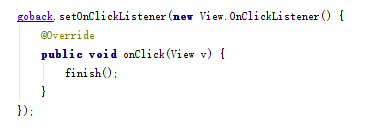 goback.setOnClickListener(new View.OnClickListener() {
    @Override
    public void onClick(View v) {
        finish();
    }
});